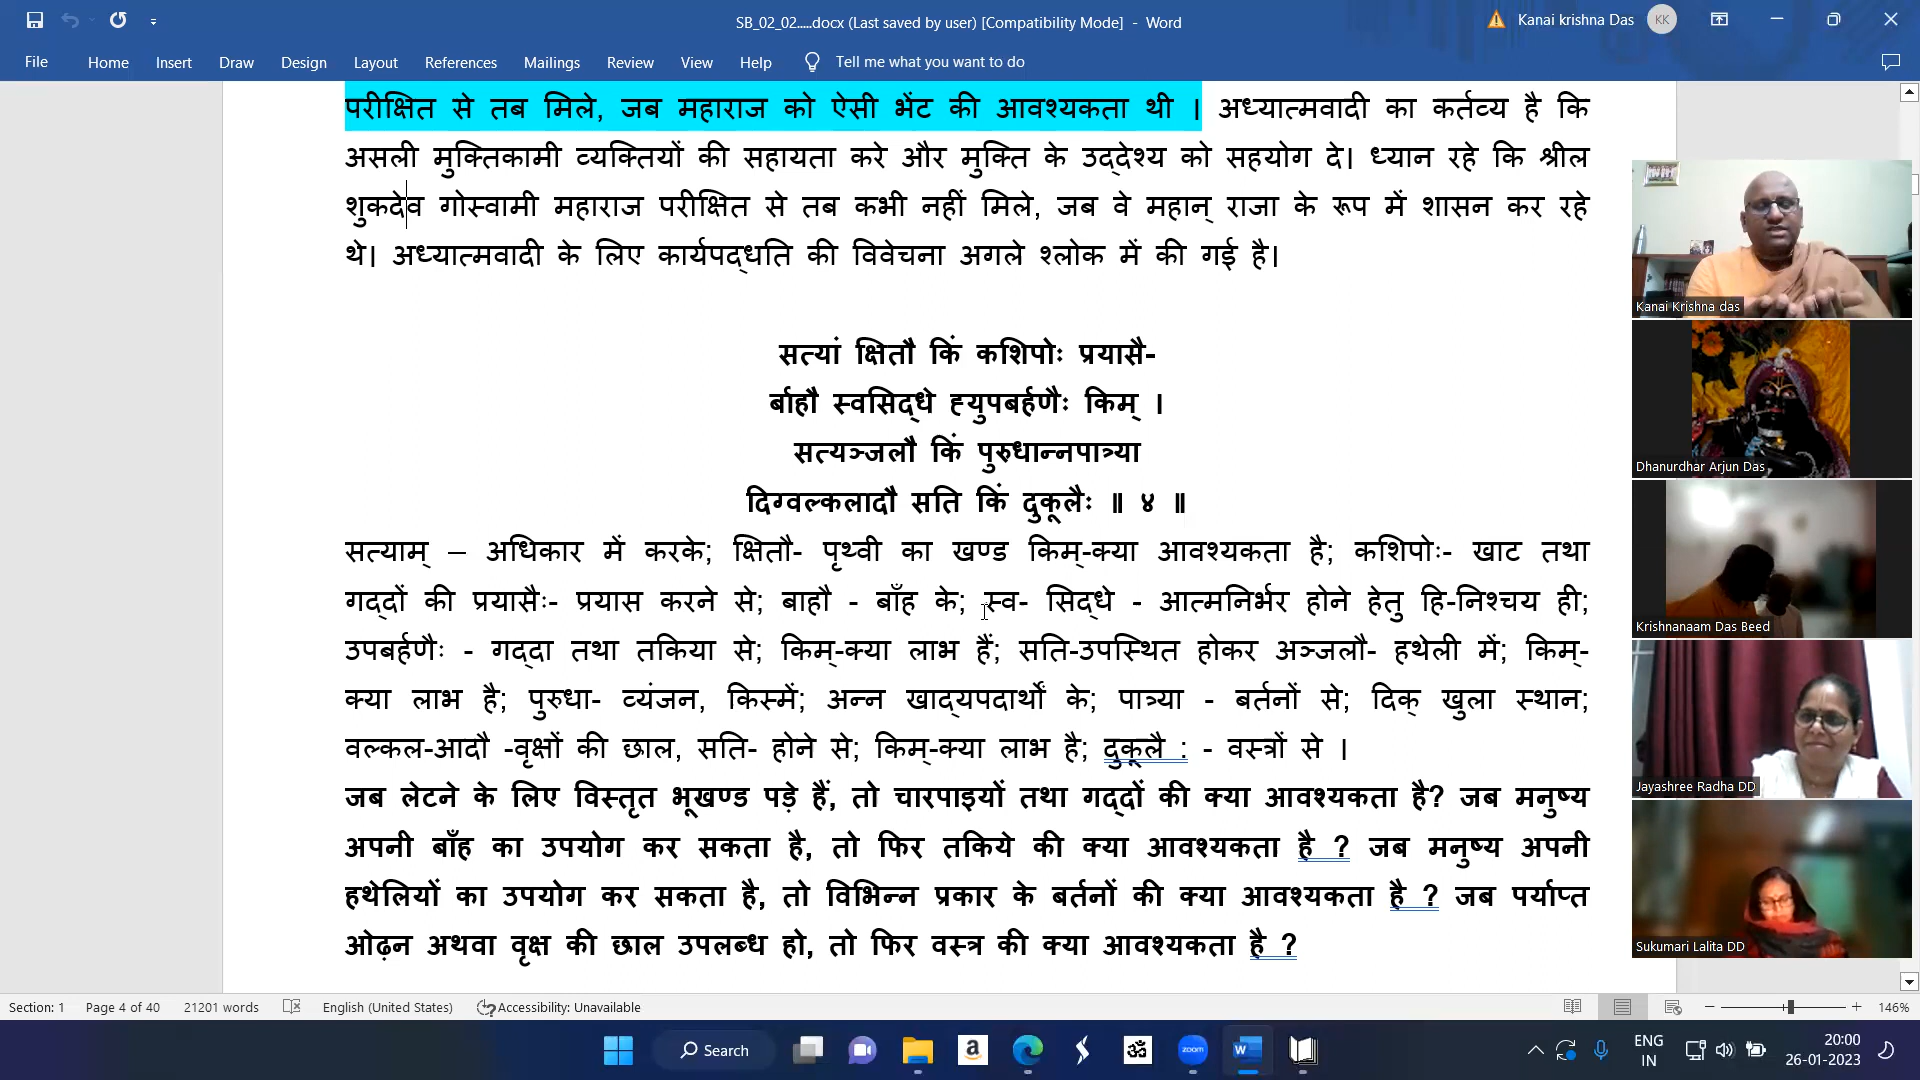 SB_02_02.....docx (Last saved by user) [Compatibility Mode] - Word
Kanai krishna Das
KK
File Home Insert Draw Design Layout References Mailings Review View Help Tell me what you want to do
परीक्षित से तब मिले, जब महाराज को ऐसी भेंट की आवश्यकता थी । अध्यात्मवादी का कर्तव्य है कि
असली मुक्तिकामी व्यक्तियों की सहायता करे और मुक्ति के उद्देश्य को सहयोग दे। ध्यान रहे कि श्रील
शुकदेव गोस्वामी महाराज परीक्षित से तब कभी नहीं मिले, जब वे महान् राजा के रूप में शासन कर रहे
थे। अध्यात्मवादी के लिए कार्यपद्धति की विवेचना अगले श्लोक में की गई है।
सत्यां क्षितौ किं कशिपोः प्रयासै-
र्बाहौ स्वसिद्धे ह्युपबर्हणैः किम् ।
सत्यञ्जलौ किं पुरुधान्नपात्र्या
दिग्वल्कलादौ सति किं दुकूलैः ॥ ४ ॥
सत्याम् – अधिकार में करके; क्षितौ- पृथ्वी का खण्ड किम्-क्या आवश्यकता है; कशिपोः- खाट तथा
गद्दों की प्रयासैः- प्रयास करने से; बाहौ - बाँह के; स्व- सिद्धे - आत्मनिर्भर होने हेतु हि-निश्चय ही;
उपबर्हणैः - गद्दा तथा तकिया से; किम्-क्या लाभ हैं; सति-उपस्थित होकर अञ्जलौ- हथेली में; किम्-
क्या लाभ है; पुरुधा- व्यंजन, किस्में; अन्न खाद्यपदार्थों के; पात्र्या - बर्तनों से; दिक् खुला स्थान;
वल्कल-आदौ -वृक्षों की छाल, सति- होने से; किम्-क्या लाभ है; दुकूलै : - वस्त्रों से ।
जब लेटने के लिए विस्तृत भूखण्ड पड़े हैं, तो चारपाइयों तथा गद्दों की क्या आवश्यकता है? जब मनुष्य
अपनी बाँह का उपयोग कर सकता है, तो फिर तकिये की क्या आवश्यकता है ? जब मनुष्य अपनी
हथेलियों का उपयोग कर सकता है, तो विभिन्न प्रकार के बर्तनों की क्या आवश्यकता है ? जब पर्याप्त
ओढ़न अथवा वृक्ष की छाल उपलब्ध हो, तो फिर वस्त्र की क्या आवश्यकता है ?
Kanai Krishna das
Dhanurdhar Arjun Das
Krishnanaam Das Beed
Jayashree Radha DD
Sukumari Lalita DD
Section: 1 Page 4 of 40 21201 words English (United States) Accessibility: Unavailable 146%
Search
a
zoom
ॐ
ENG
IN
20:00
26-01-2023